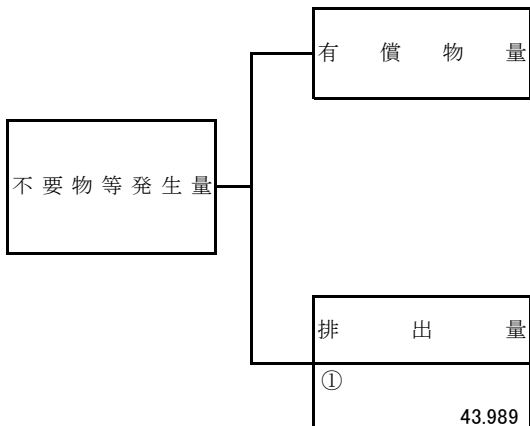 有償物量
不要物等発生量
排出量
①
43.989